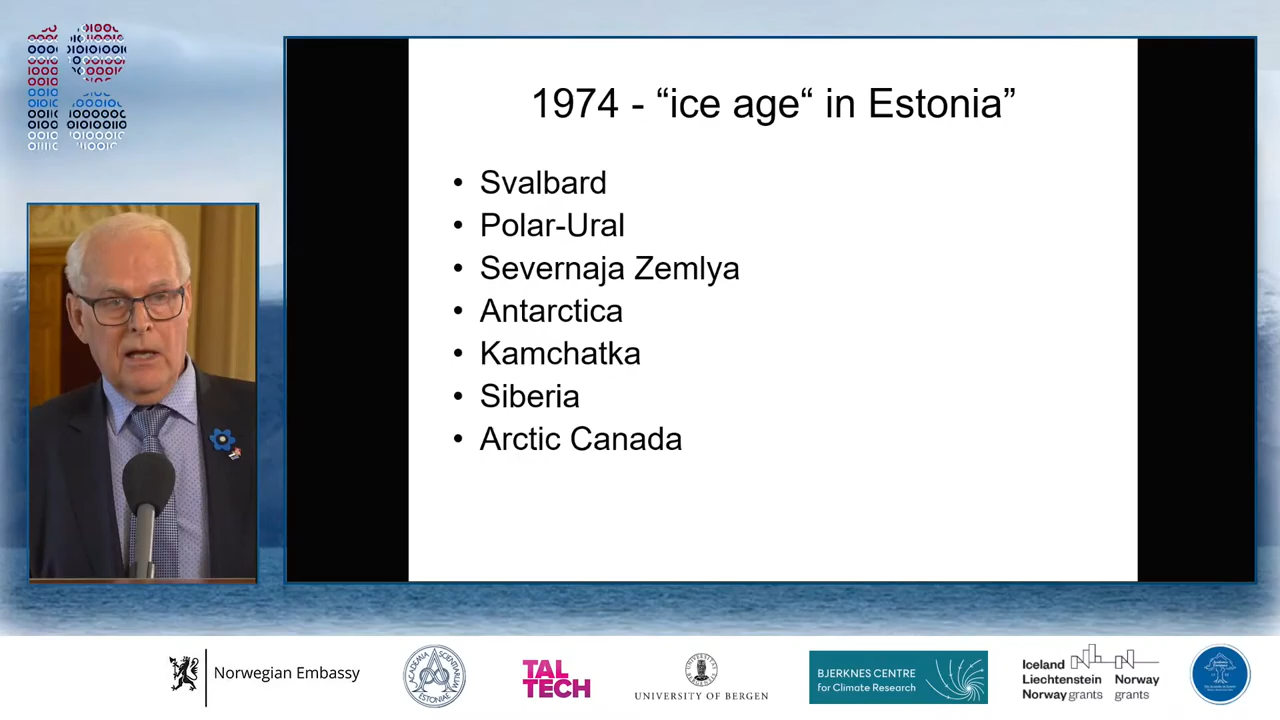 1974 - “ice age“ in Estonia”
• Svalbard
• Polar-Ural
• Severnaja Zemlya
• Antarctica
• Kamchatka
• Siberia
• Arctic Canada
Norwegian Embassy
TAL
TECH
UNIVERSITY OF BERGEN
BJERKNES CENTRE
for Climate Research
Iceland
Liechtenstein
Norway grants
Norway
grants